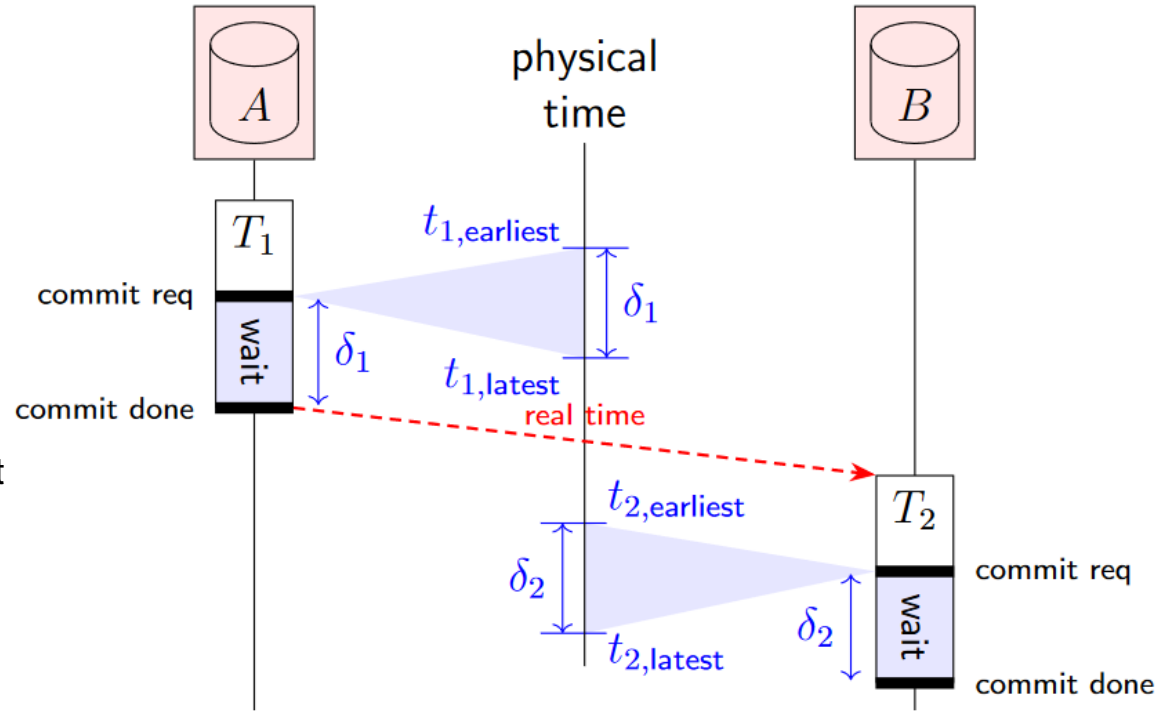 A
physical
time
B
T₁
t₁,earliest
commit req
δ₁
wait
δ₁
t₁,latest
commit done
real time
t
T₂
t₂,earliest
commit req
δ₂
wait
δ₂
t₂,latest
commit done